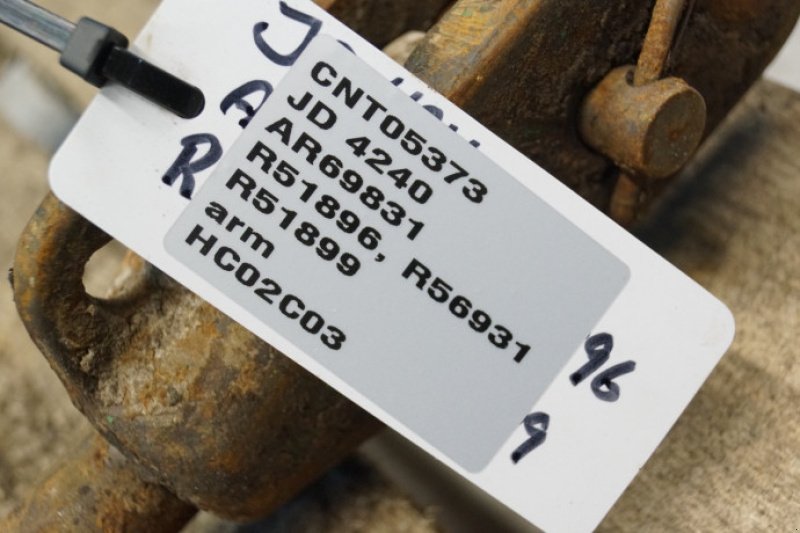 CNT05373
JD 4240
AR69831
R51896, R56931
R51899
arm
HC02C03
96
9